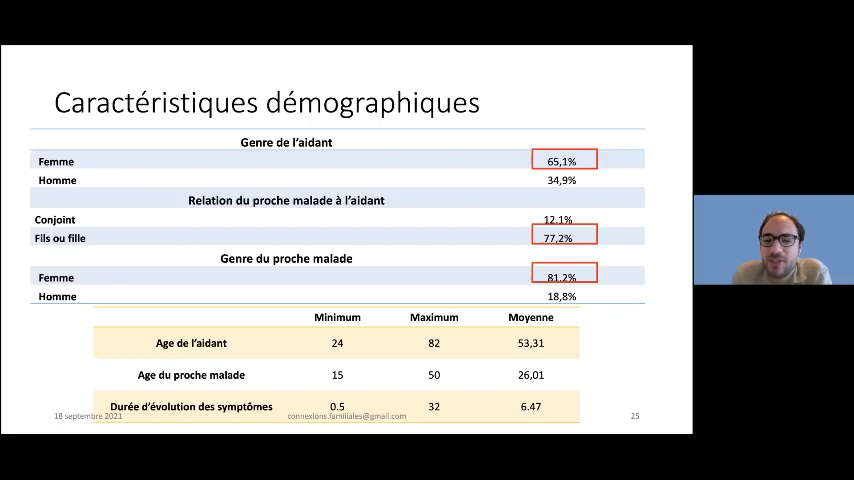 Caractéristiques démographiques
Genre de l'aidant
Femme 65,1%
Homme 34,9%
Relation du proche malade à l'aidant
Conjoint 12.1%
Fils ou fille 77,2%
Genre du proche malade
Femme 81.2%
Homme 18,8%
Minimum Maximum Moyenne
Age de l'aidant 24 82 53,31
Age du proche malade 15 50 26,01
Durée d'évolution des symptômes 0.5 32 6.47
18 septembre 2021 connexions.familiales@gmail.com 25